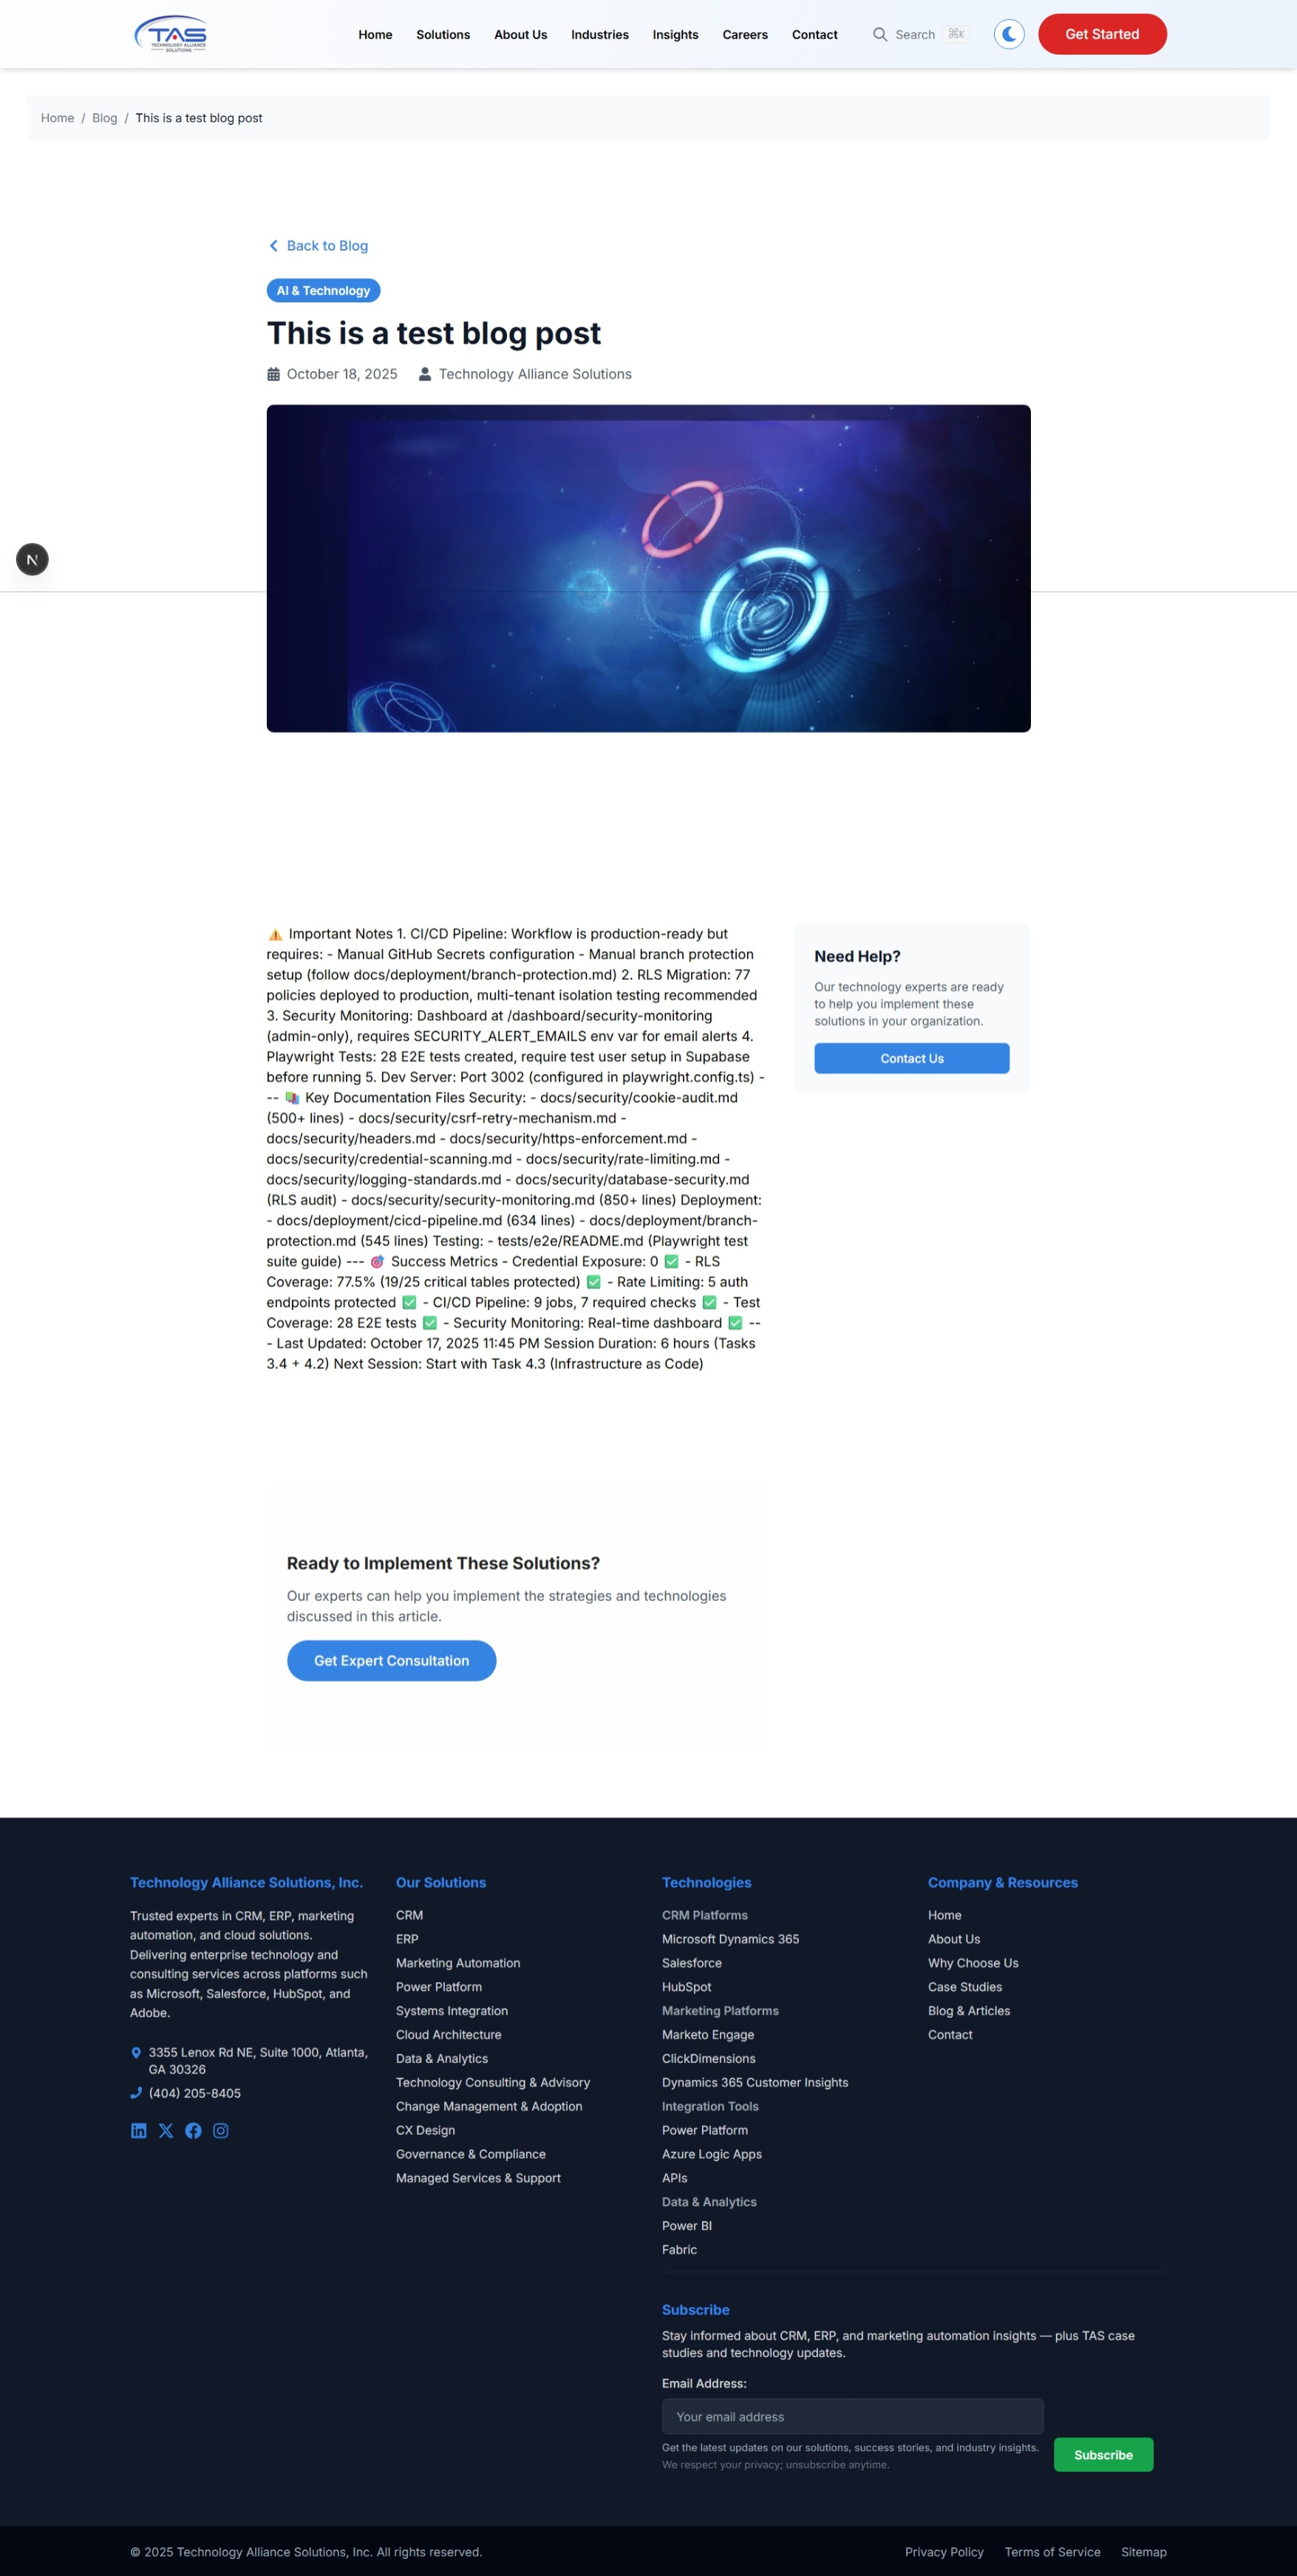 TAS
TECHNOLOGY ALLIANCE
SOLUTIONS
Home Solutions About Us Industries Insights Careers Contact Search ⌘K Get Started
Home / Blog / This is a test blog post
Back to Blog
AI & Technology
This is a test blog post
October 18, 2025 Technology Alliance Solutions
N
⚠️ Important Notes 1. CI/CD Pipeline: Workflow is production-ready but
requires: - Manual GitHub Secrets configuration - Manual branch protection
setup (follow docs/deployment/branch-protection.md) 2. RLS Migration: 77
policies deployed to production, multi-tenant isolation testing recommended
3. Security Monitoring: Dashboard at /dashboard/security-monitoring
(admin-only), requires SECURITY_ALERT_EMAILS env var for email alerts 4.
Playwright Tests: 28 E2E tests created, require test user setup in Supabase
before running 5. Dev Server: Port 3002 (configured in playwright.config.ts) -
-- 📚 Key Documentation Files Security: - docs/security/cookie-audit.md
(500+ lines) - docs/security/csrf-retry-mechanism.md -
docs/security/headers.md - docs/security/https-enforcement.md -
docs/security/credential-scanning.md - docs/security/rate-limiting.md -
docs/security/logging-standards.md - docs/security/database-security.md
(RLS audit) - docs/security/security-monitoring.md (850+ lines) Deployment:
- docs/deployment/cicd-pipeline.md (634 lines) - docs/deployment/branch-
protection.md (545 lines) Testing: - tests/e2e/README.md (Playwright test
suite guide) --- 🎯 Success Metrics - Credential Exposure: 0 ✅ - RLS
Coverage: 77.5% (19/25 critical tables protected) ✅ - Rate Limiting: 5 auth
endpoints protected ✅ - CI/CD Pipeline: 9 jobs, 7 required checks ✅ - Test
Coverage: 28 E2E tests ✅ - Security Monitoring: Real-time dashboard ✅ --
- Last Updated: October 17, 2025 11:45 PM Session Duration: 6 hours (Tasks
3.4 + 4.2) Next Session: Start with Task 4.3 (Infrastructure as Code)
Need Help?
Our technology experts are ready
to help you implement these
solutions in your organization.
Contact Us
Ready to Implement These Solutions?
Our experts can help you implement the strategies and technologies
discussed in this article.
Get Expert Consultation
Technology Alliance Solutions, Inc.
Trusted experts in CRM, ERP, marketing
automation, and cloud solutions.
Delivering enterprise technology and
consulting services across platforms such
as Microsoft, Salesforce, HubSpot, and
Adobe.
3355 Lenox Rd NE, Suite 1000, Atlanta,
GA 30326
(404) 205-8405
Our Solutions
CRM
ERP
Marketing Automation
Power Platform
Systems Integration
Cloud Architecture
Data & Analytics
Technology Consulting & Advisory
Change Management & Adoption
CX Design
Governance & Compliance
Managed Services & Support
Technologies
CRM Platforms
Microsoft Dynamics 365
Salesforce
HubSpot
Marketing Platforms
Marketo Engage
ClickDimensions
Dynamics 365 Customer Insights
Integration Tools
Power Platform
Azure Logic Apps
APIs
Data & Analytics
Power BI
Fabric
Company & Resources
Home
About Us
Why Choose Us
Case Studies
Blog & Articles
Contact
Subscribe
Stay informed about CRM, ERP, and marketing automation insights — plus TAS case
studies and technology updates.
Email Address:
Your email address
Get the latest updates on our solutions, success stories, and industry insights.
We respect your privacy; unsubscribe anytime.
Subscribe
© 2025 Technology Alliance Solutions, Inc. All rights reserved.
Privacy Policy Terms of Service Sitemap